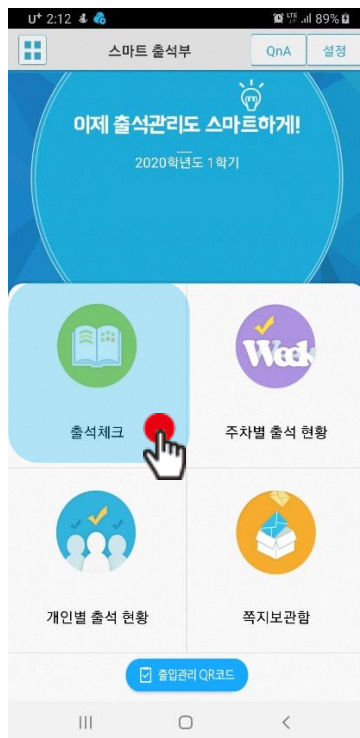 U+ 2:12
LTE 89%
스마트 출석부
QnA
설정
이제 출석관리도 스마트하게!
2020학년도 1학기
출석체크
Week
주차별 출석 현황
개인별 출석 현황
쪽지보관함
출입관리 QR코드